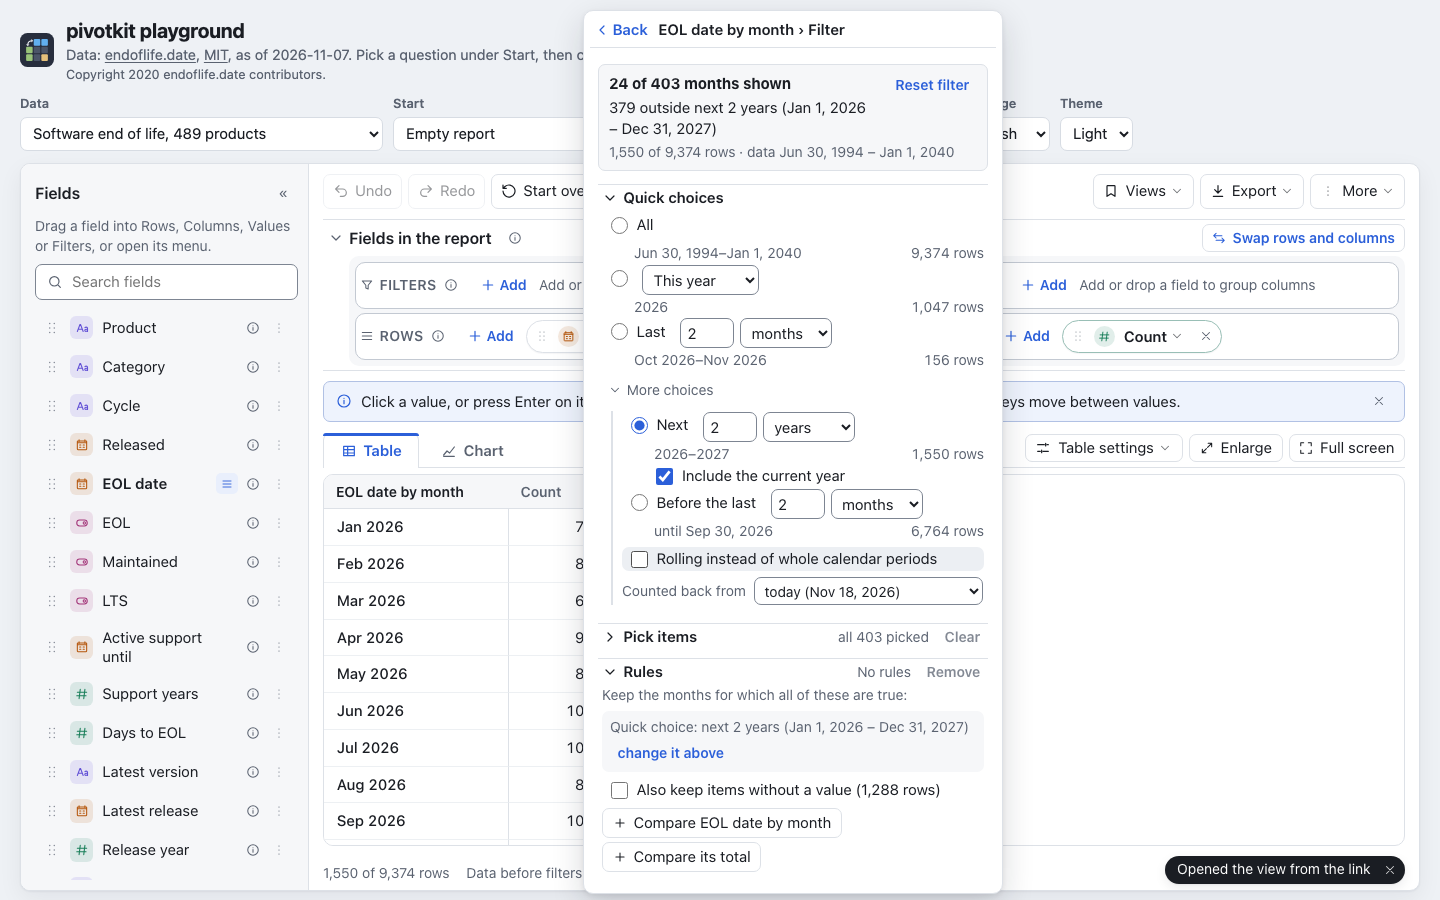 pivotkit playground
Data: endoflife.date, MIT, as of 2026-11-07. Pick a question under Start, then c
Copyright 2020 endoflife.date contributors.
Data
Software end of life, 489 products
Start
Empty report
ge
sh
Theme
Light
Fields
«
Drag a field into Rows, Columns, Values
or Filters, or open its menu.
Search fields
Aa Product
Aa Category
Aa Cycle
Released
EOL date
EOL
Maintained
LTS
Active support
until
Support years
Days to EOL
Aa Latest version
Latest release
Release year
Undo
Redo
Start ove
Views
Export
More
Fields in the report
Swap rows and columns
FILTERS
Add
Add or
Add
Add or drop a field to group columns
ROWS
Add
Add
Count
Click a value, or press Enter on it
eys move between values.
Table
Chart
Table settings
Enlarge
Full screen
EOL date by month
Count
Jan 2026 7
Feb 2026 8
Mar 2026 6
Apr 2026 9
May 2026 8
Jun 2026 10
Jul 2026 10
Aug 2026 8
Sep 2026 10
1,550 of 9,374 rows
Data before filters
Back
EOL date by month › Filter
24 of 403 months shown
Reset filter
379 outside next 2 years (Jan 1, 2026
– Dec 31, 2027)
1,550 of 9,374 rows · data Jun 30, 1994 – Jan 1, 2040
Quick choices
All
Jun 30, 1994–Jan 1, 2040
9,374 rows
This year
2026
1,047 rows
Last 2 months
Oct 2026–Nov 2026
156 rows
More choices
Next 2 years
2026–2027
1,550 rows
Include the current year
Before the last 2 months
until Sep 30, 2026
6,764 rows
Rolling instead of whole calendar periods
Counted back from today (Nov 18, 2026)
Pick items
all 403 picked
Clear
Rules
No rules
Remove
Keep the months for which all of these are true:
Quick choice: next 2 years (Jan 1, 2026 – Dec 31, 2027)
change it above
Also keep items without a value (1,288 rows)
Compare EOL date by month
Compare its total
Opened the view from the link